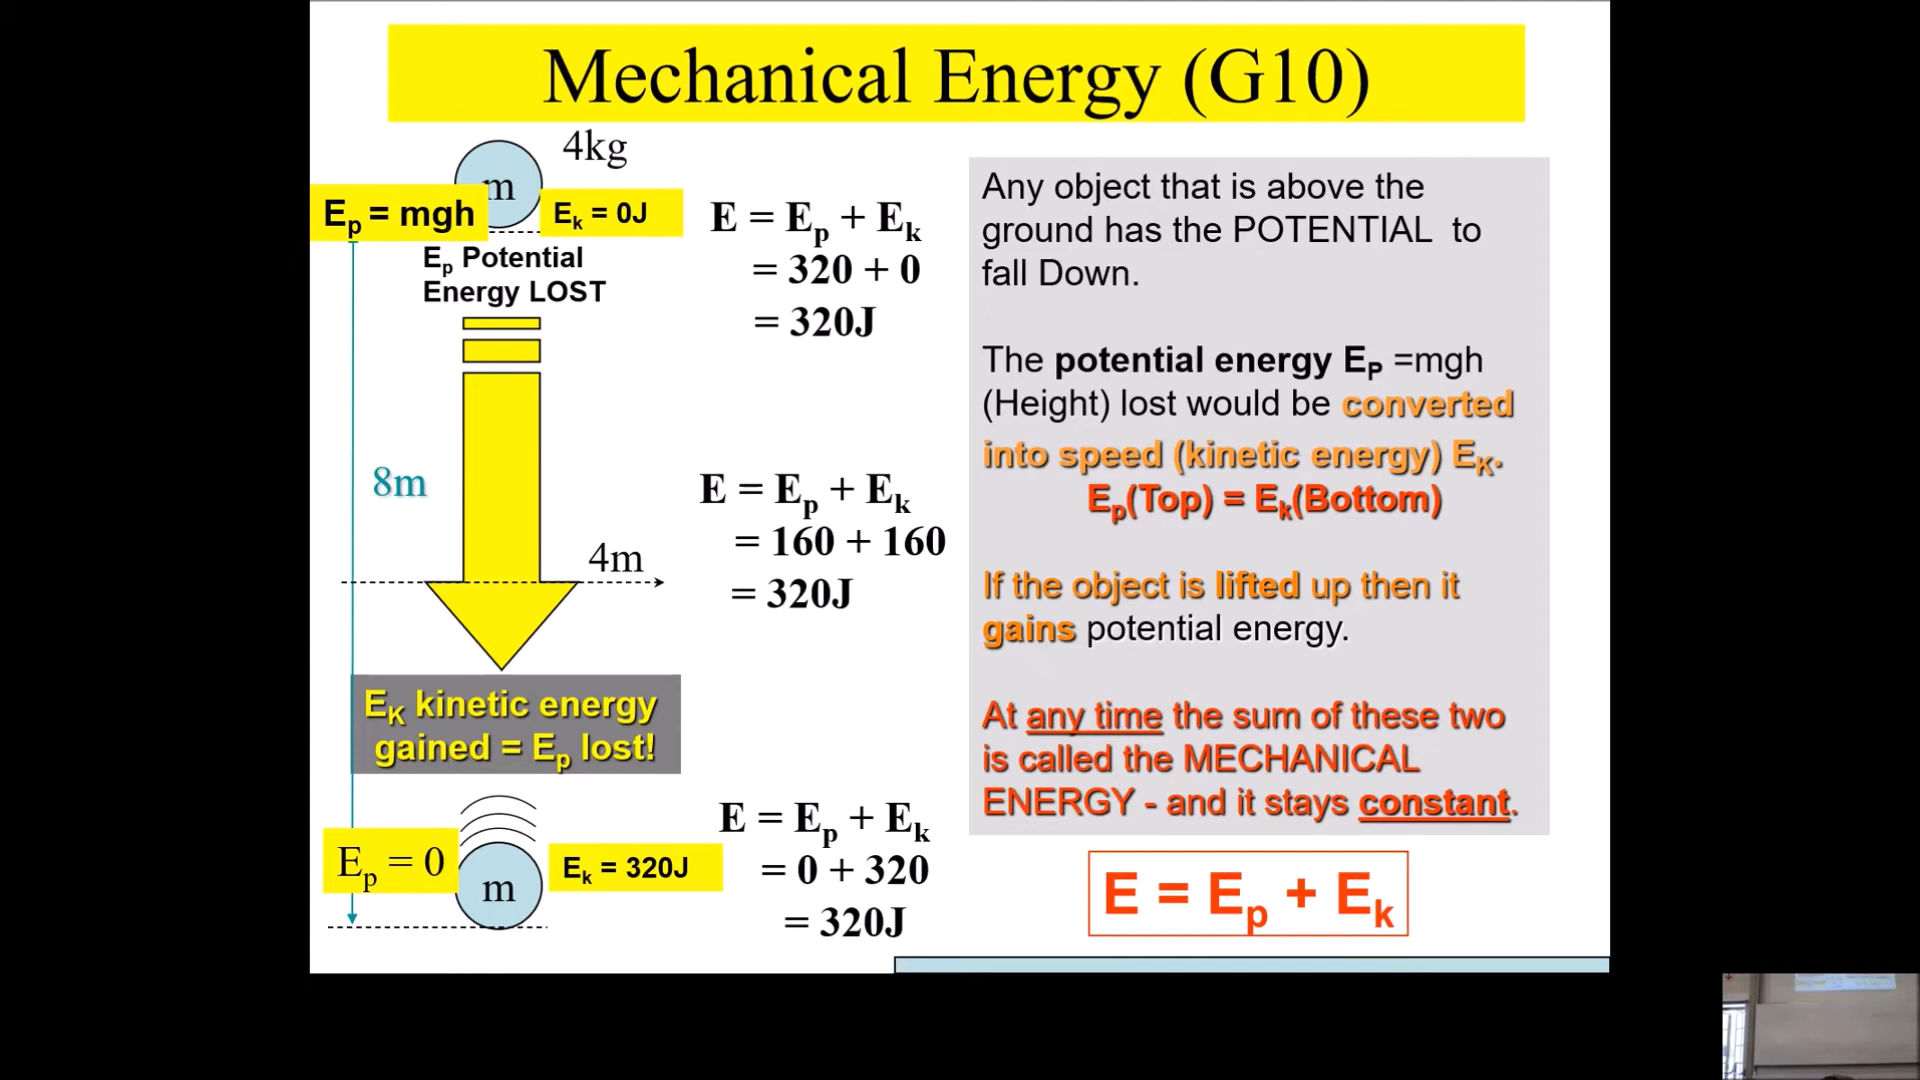 Mechanical Energy (G10)
4kg
m
Ep = mgh
Ek = 0J
Ep Potential
Energy LOST
E = Ep + Ek
= 320 + 0
= 320J
8m
4m
E = Ep + Ek
= 160 + 160
= 320J
EK kinetic energy
gained = Ep lost!
Ep = 0
m
Ek = 320J
E = Ep + Ek
= 0 + 320
= 320J
Any object that is above the
ground has the POTENTIAL to
fall Down.
The potential energy EP =mgh
(Height) lost would be converted
into speed (kinetic energy) EK.
Ep(Top) = Ek(Bottom)
If the object is lifted up then it
gains potential energy.
At any time the sum of these two
is called the MECHANICAL
ENERGY - and it stays constant.
E = Ep + Ek